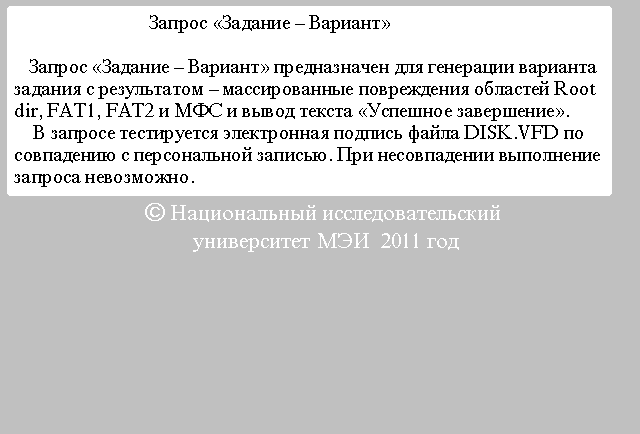 Запрос «Задание – Вариант»
Запрос «Задание – Вариант» предназначен для генерации варианта
задания с результатом – массированные повреждения областей Root
dir, FAT1, FAT2 и МФС и вывод текста «Успешное завершение».
В запросе тестируется электронная подпись файла DISK.VFD по
совпадению с персональной записью. При несовпадении выполнение
запроса невозможно.
© Национальный исследовательский
университет МЭИ 2011 год